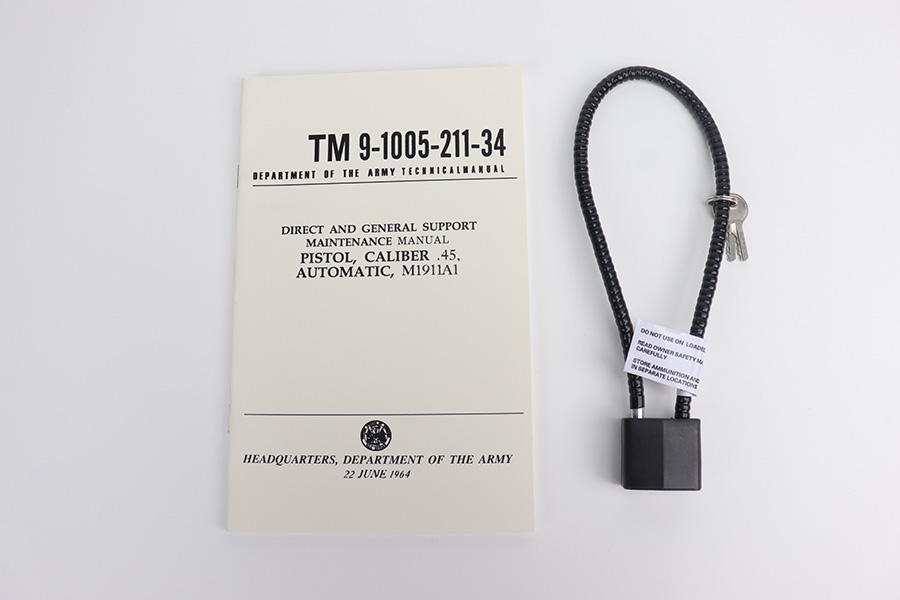 TM 9-1005-211-34
DEPARTMENT OF THE ARMY TECHNICALMANUAL
DIRECT AND GENERAL SUPPORT
MAINTENANCE MANUAL
PISTOL, CALIBER .45,
AUTOMATIC, M1911A1
HEADQUARTERS, DEPARTMENT OF THE ARMY
22 JUNE 1964
DO NOT USE ON LOADED
READ OWNER SAFETY
CAREFULLY
STORE AMMUNITION AND
IN SEPARATE LOCATIONS